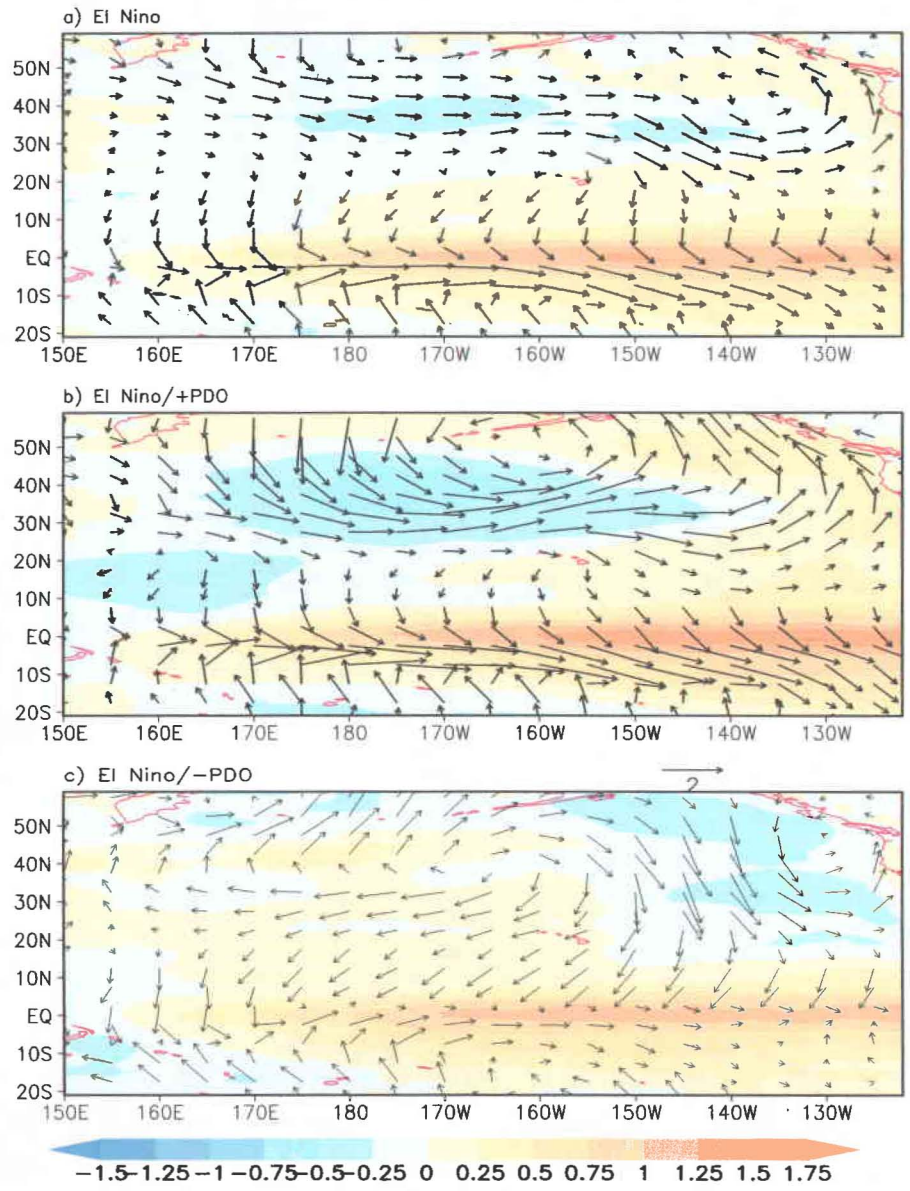 a) El Nino
50N
40N
30N
20N
10N
EQ
10S
20S
150E 160E 170E 180 170W 160W 150W 140W 130W
b) El Nino/+PDO
50N
40N
30N
20N
10N
EQ
10S
20S
150E 160E 170E 180 170W 160W 150W 140W 130W
c) El Nino/−PDO
2
50N
40N
30N
20N
10N
EQ
10S
20S
150E 160E 170E 180 170W 160W 150W 140W 130W
−1.5 −1.25 −1 −0.75 −0.5 −0.25 0 0.25 0.5 0.75 1 1.25 1.5 1.75